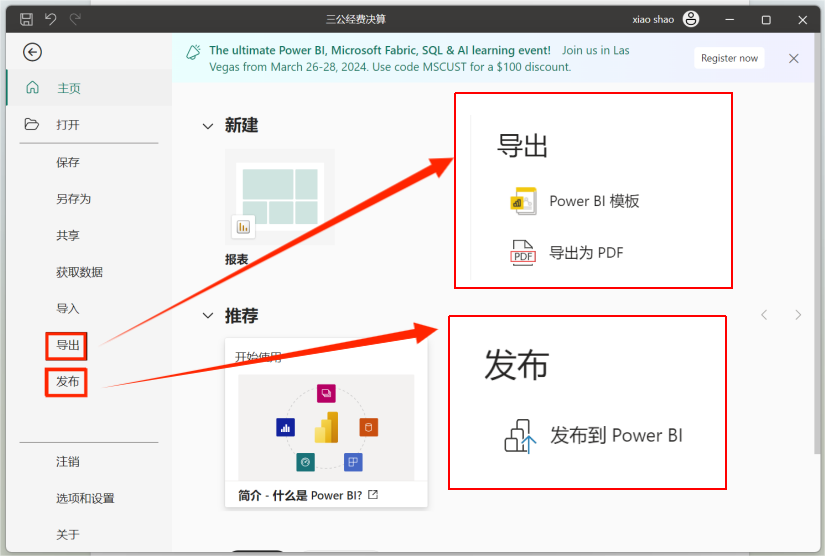 三公经费决算
xiao shao
The ultimate Power BI, Microsoft Fabric, SQL & AI learning event! Join us in Las
Vegas from March 26-28, 2024. Use code MSCUST for a $100 discount.
Register now
主页
打开
保存
另存为
共享
获取数据
导入
导出
发布
注销
选项和设置
关于
新建
报表
推荐
开始使用
简介 - 什么是 Power BI?
导出
Power BI 模板
PDF
导出为 PDF
发布
发布到 Power BI